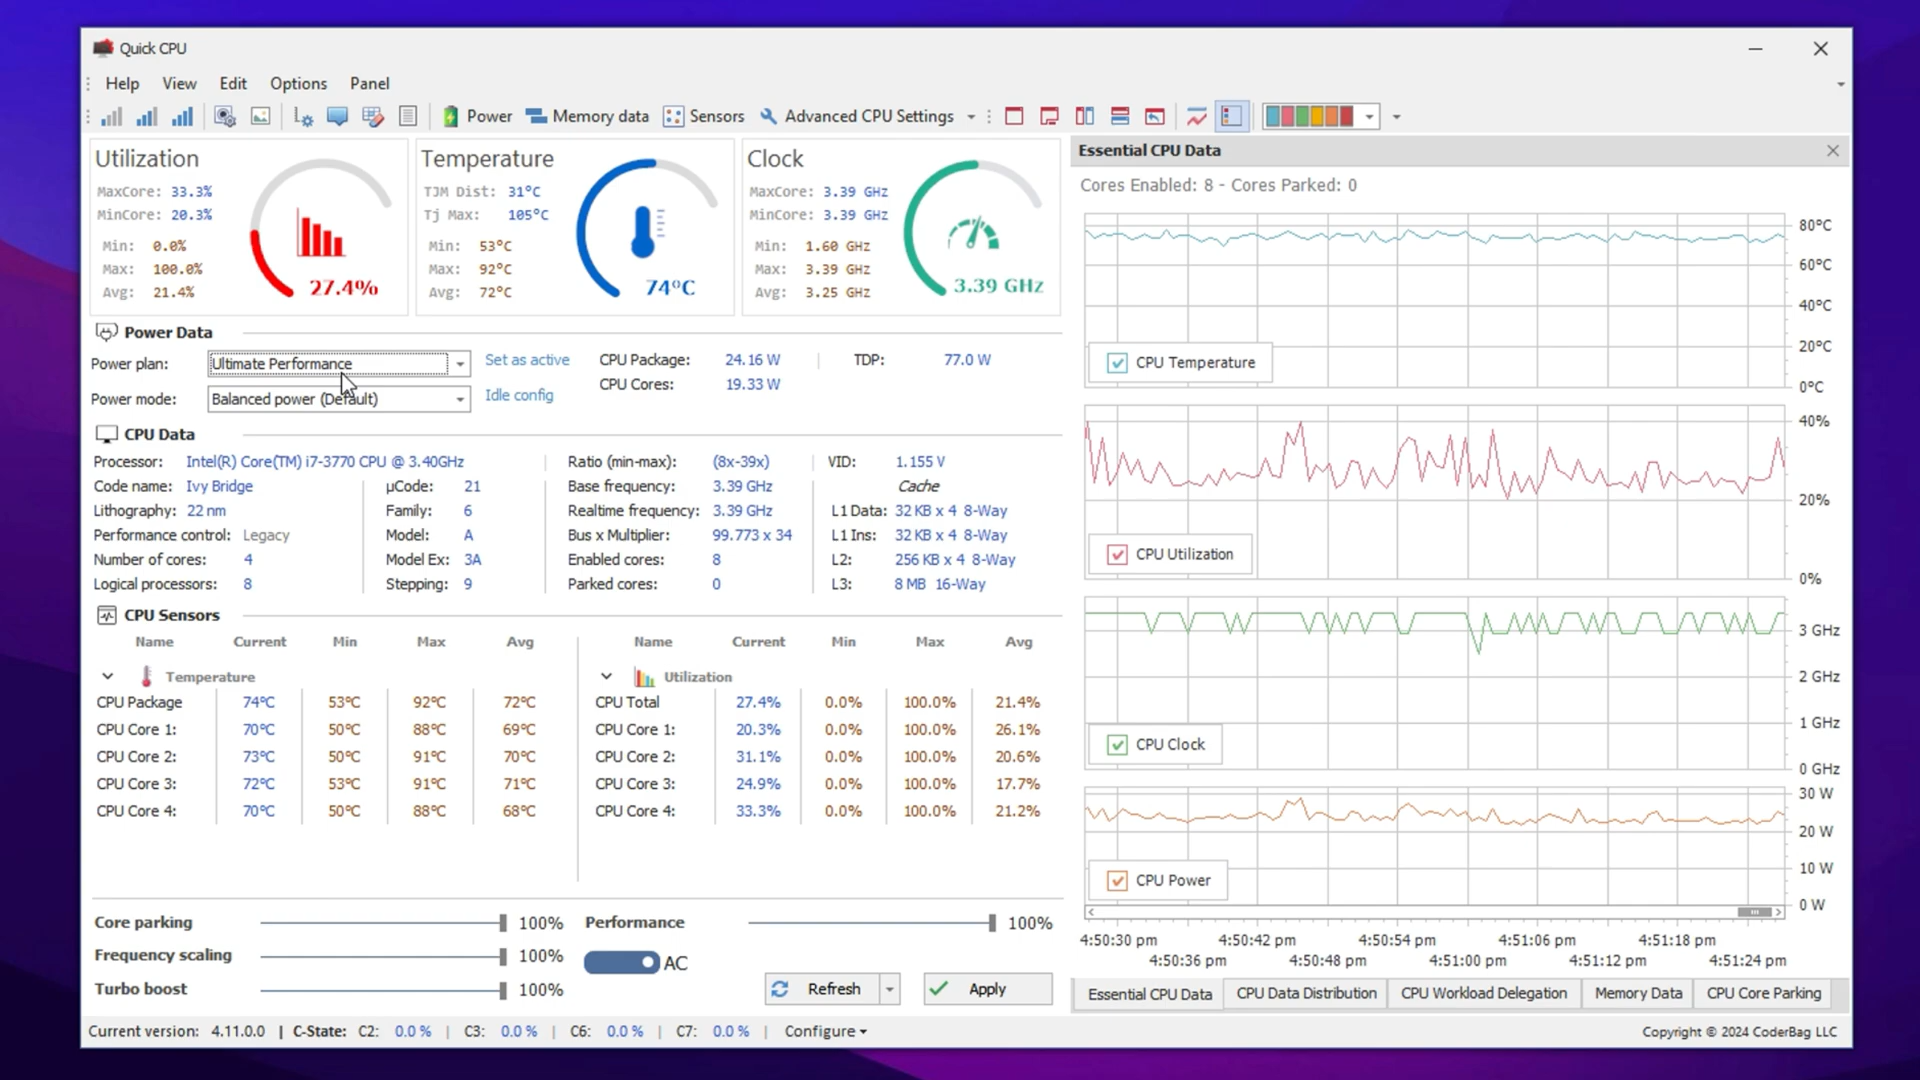 Quick CPU
Help View Edit Options Panel
Power Memory data Sensors Advanced CPU Settings
Utilization
MaxCore: 33.3%
MinCore: 20.3%
Min: 0.0%
Max: 100.0%
Avg: 21.4%
27.4%
Temperature
TJM Dist: 31°C
Tj Max: 105°C
Min: 53°C
Max: 92°C
Avg: 72°C
74°C
Clock
MaxCore: 3.39 GHz
MinCore: 3.39 GHz
Min: 1.60 GHz
Max: 3.39 GHz
Avg: 3.25 GHz
3.39 GHz
Power Data
Power plan: Ultimate Performance Set as active CPU Package: 24.16 W TDP: 77.0 W
CPU Cores: 19.33 W
Power mode: Balanced power (Default) Idle config
CPU Data
Processor: Intel(R) Core(TM) i7-3770 CPU @ 3.40GHz Ratio (min-max): (8x-39x) VID: 1.155 V
Code name: Ivy Bridge µCode: 21 Base frequency: 3.39 GHz Cache
Lithography: 22 nm Family: 6 Realtime frequency: 3.39 GHz L1 Data: 32 KB x 4 8-Way
Performance control: Legacy Model: A Bus x Multiplier: 99.773 x 34 L1 Ins: 32 KB x 4 8-Way
Number of cores: 4 Model Ex: 3A Enabled cores: 8 L2: 256 KB x 4 8-Way
Logical processors: 8 Stepping: 9 Parked cores: 0 L3: 8 MB 16-Way
CPU Sensors
Name Current Min Max Avg Name Current Min Max Avg
Temperature Utilization
CPU Package 74°C 53°C 92°C 72°C CPU Total 27.4% 0.0% 100.0% 21.4%
CPU Core 1: 70°C 50°C 88°C 69°C CPU Core 1: 20.3% 0.0% 100.0% 26.1%
CPU Core 2: 73°C 50°C 91°C 70°C CPU Core 2: 31.1% 0.0% 100.0% 20.6%
CPU Core 3: 72°C 53°C 91°C 71°C CPU Core 3: 24.9% 0.0% 100.0% 17.7%
CPU Core 4: 70°C 50°C 88°C 68°C CPU Core 4: 33.3% 0.0% 100.0% 21.2%
Core parking 100% Performance 100%
Frequency scaling 100% AC
Turbo boost 100% Refresh Apply
Essential CPU Data
Cores Enabled: 8 - Cores Parked: 0
80°C
60°C
40°C
20°C
0°C
CPU Temperature
40%
20%
0%
CPU Utilization
3 GHz
2 GHz
1 GHz
0 GHz
CPU Clock
30 W
20 W
10 W
0 W
CPU Power
4:50:30 pm 4:50:42 pm 4:50:54 pm 4:51:06 pm 4:51:18 pm
4:50:36 pm 4:50:48 pm 4:51:00 pm 4:51:12 pm 4:51:24 pm
Essential CPU Data CPU Data Distribution CPU Workload Delegation Memory Data CPU Core Parking
Current version: 4.11.0.0 | C-State: C2: 0.0 % | C3: 0.0 % | C6: 0.0 % | C7: 0.0 % | Configure Copyright © 2024 CoderBag LLC